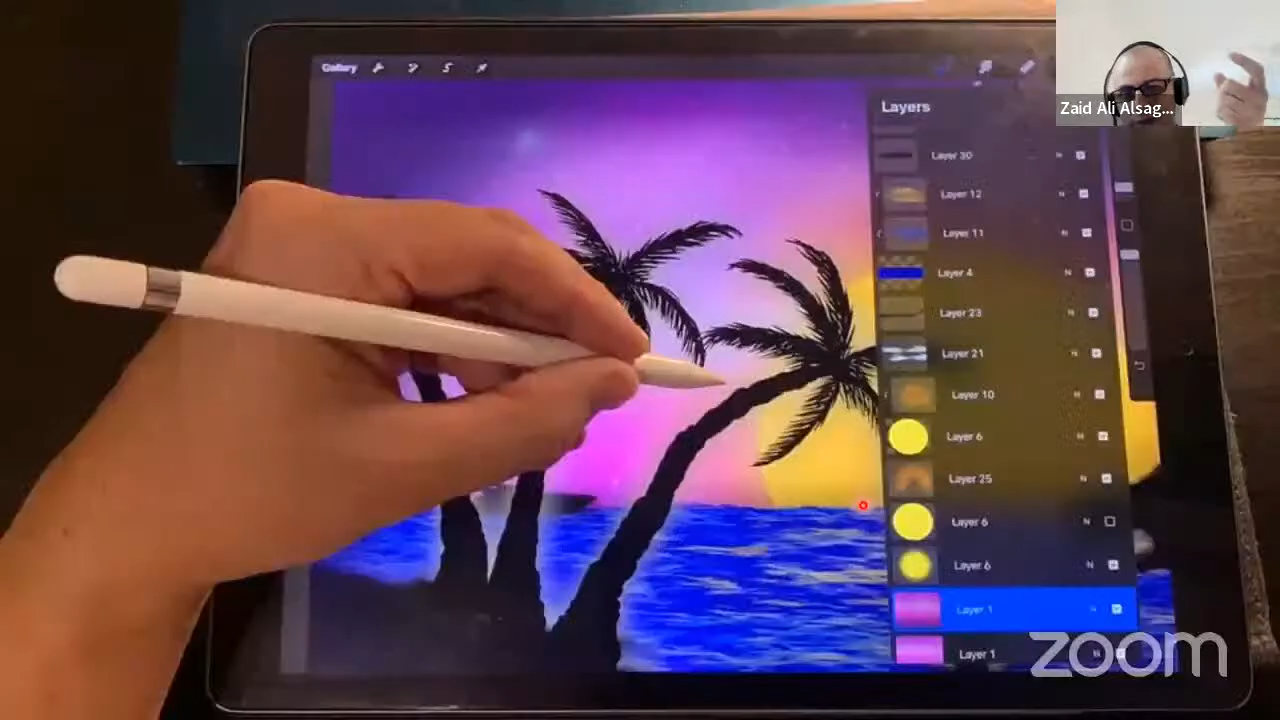 Gallery
Layers
Zaid Ali Alsag...
Layer 30 N
Layer 12 N
Layer 11 N
Layer 4 N
Layer 23 N
Layer 21 N
Layer 10 N
Layer 6 N
Layer 25 N
Layer 6 N
Layer 6 N
Layer 1 N
Layer 1 N
zoom